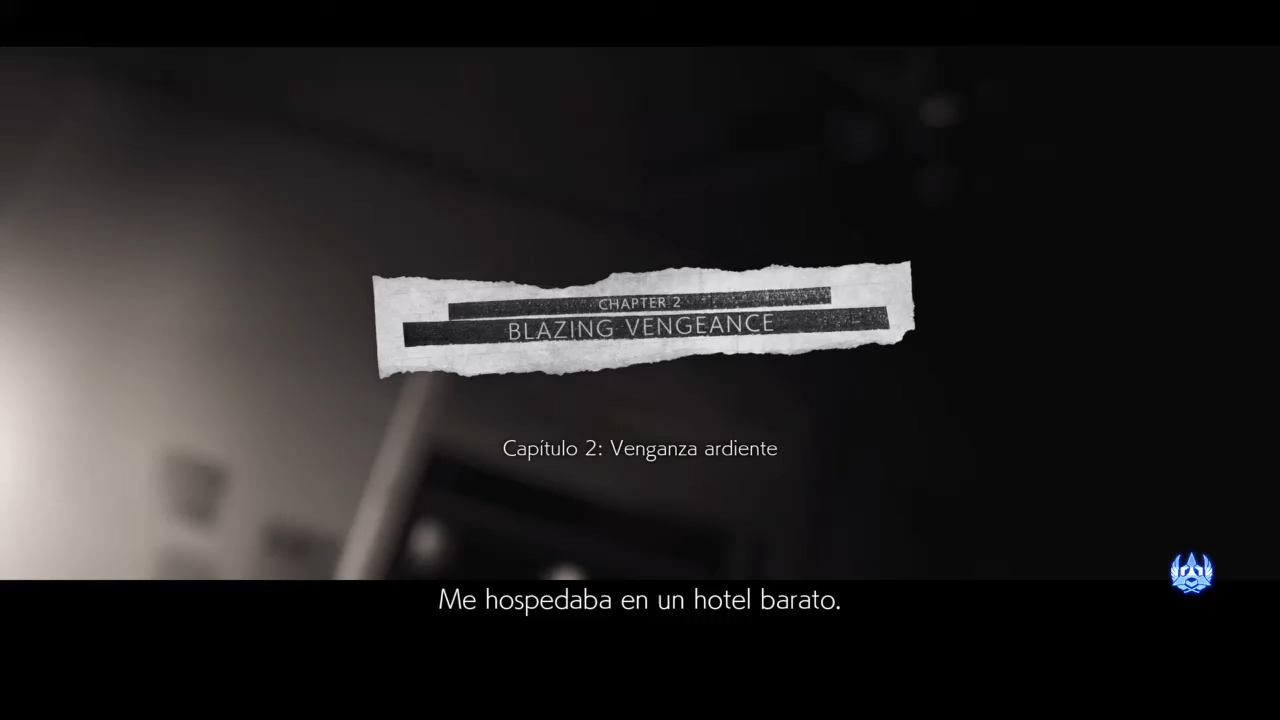 CHAPTER 2
BLAZING VENGEANCE
Capítulo 2: Venganza ardiente
Me hospedaba en un hotel barato.